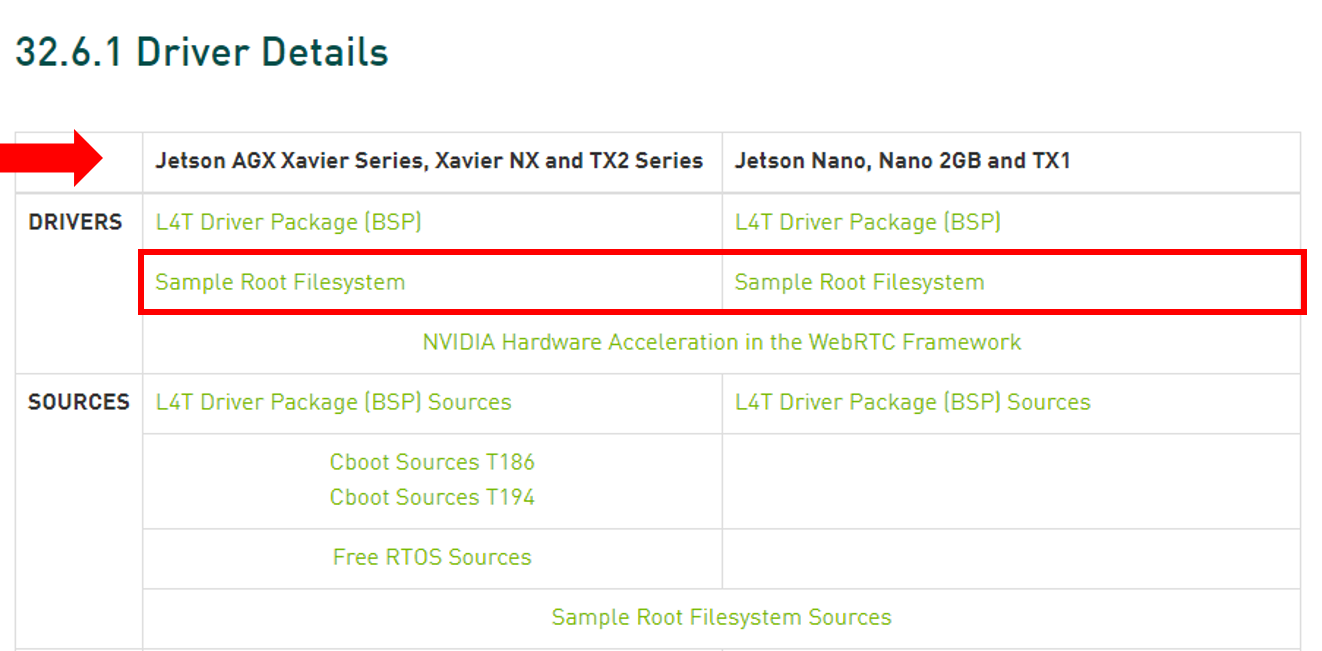 32.6.1 Driver Details
Jetson AGX Xavier Series, Xavier NX and TX2 Series
Jetson Nano, Nano 2GB and TX1
DRIVERS
L4T Driver Package (BSP)
L4T Driver Package (BSP)
Sample Root Filesystem
Sample Root Filesystem
NVIDIA Hardware Acceleration in the WebRTC Framework
SOURCES
L4T Driver Package (BSP) Sources
L4T Driver Package (BSP) Sources
Cboot Sources T186
Cboot Sources T194
Free RTOS Sources
Sample Root Filesystem Sources